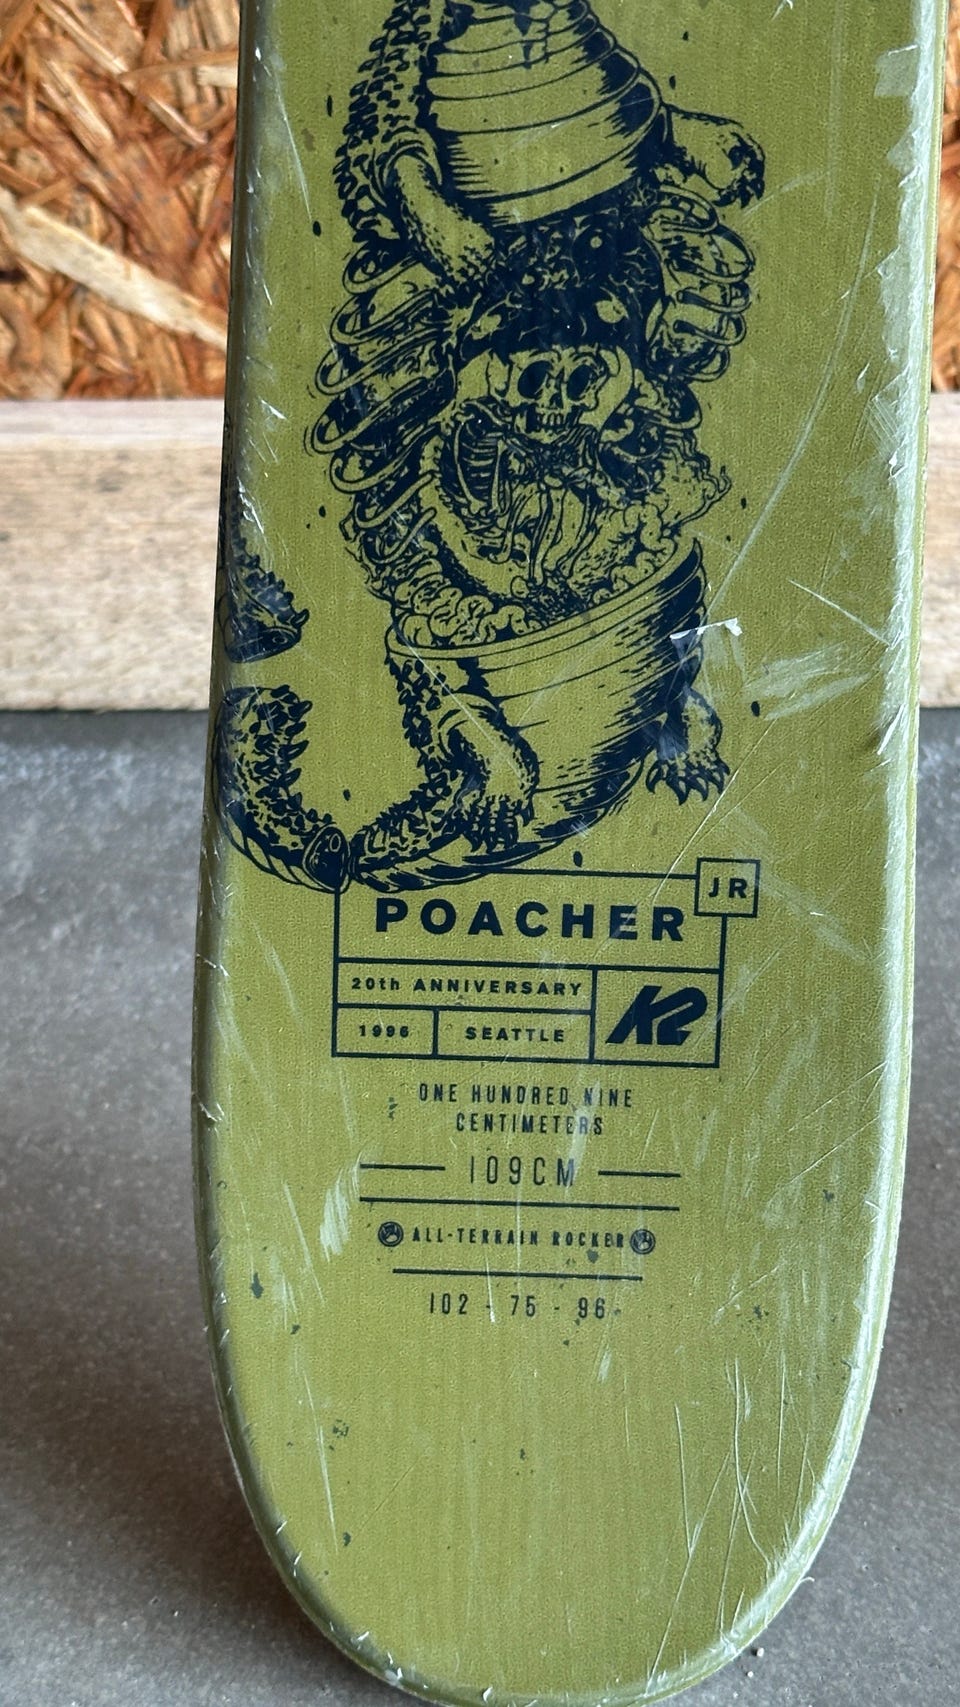 JR
POACHER
20th ANNIVERSARY
K2
1996 SEATTLE
ONE HUNDRED NINE
CENTIMETERS
109CM
ALL-TERRAIN ROCKER
102 - 75 - 96